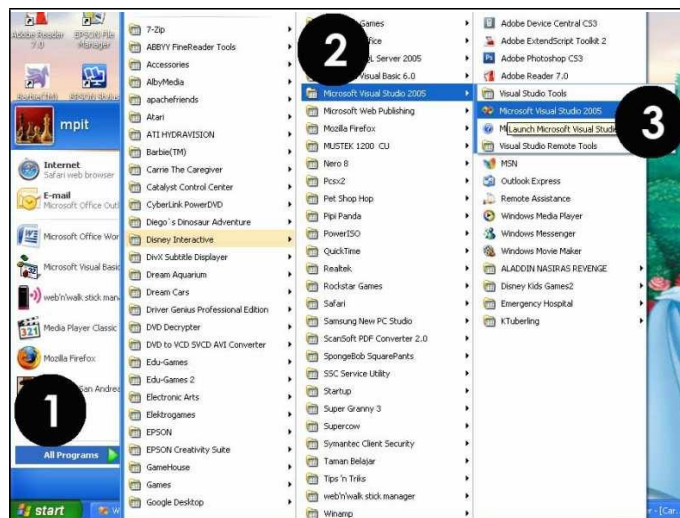 Adobe Reader 7.0
EPSON File Manager
mpit
Internet
Safari web browser
E-mail
Microsoft Office Outl
Microsoft Office Wor
Microsoft Visual Basic
web'n'walk stick man
Media Player Classic
Mozilla Firefox
San Andrea
1
All Programs
start
7-Zip
ABBYY FineReader Tools
Accessories
AlbyMedia
apachefriends
Atari
ATI HYDRAVISION
Barbie(TM)
Carrie The Caregiver
Catalyst Control Center
CyberLink PowerDVD
Diego`s Dinosaur Adventure
Disney Interactive
DivX Subtitle Displayer
Dream Aquarium
Dream Cars
Driver Genius Professional Edition
DVD Decrypter
DVD to VCD SVCD AVI Converter
Edu-Games
Edu-Games 2
Electronic Arts
Elektrogames
EPSON
EPSON Creativity Suite
GameHouse
Games
Google Desktop
2
Games
ffice
QL Server 2005
Visual Basic 6.0
Microsoft Visual Studio 2005
Microsoft Web Publishing
Mozilla Firefox
MUSTEK 1200 CU
Nero 8
Pcsx2
Pet Shop Hop
Pipi Panda
PowerISO
QuickTime
Realtek
Rockstar Games
Safari
Samsung New PC Studio
ScanSoft PDF Converter 2.0
SpongeBob SquarePants
SSC Service Utility
Startup
Super Granny 3
Supercow
Symantec Client Security
Taman Belajar
Tips 'n Triks
web'n'walk stick manager
Winamp
Adobe Device Central CS3
Adobe ExtendScript Toolkit 2
Adobe Photoshop CS3
Adobe Reader 7.0
Visual Studio Tools
Microsoft Visual Studio 2005
Launch Microsoft Visual Studi
3
Visual Studio Remote Tools
MSN
Outlook Express
Remote Assistance
Windows Media Player
Windows Messenger
Windows Movie Maker
ALADDIN NASIRAS REVENGE
Disney Kids Games2
Emergency Hospital
KTuberling